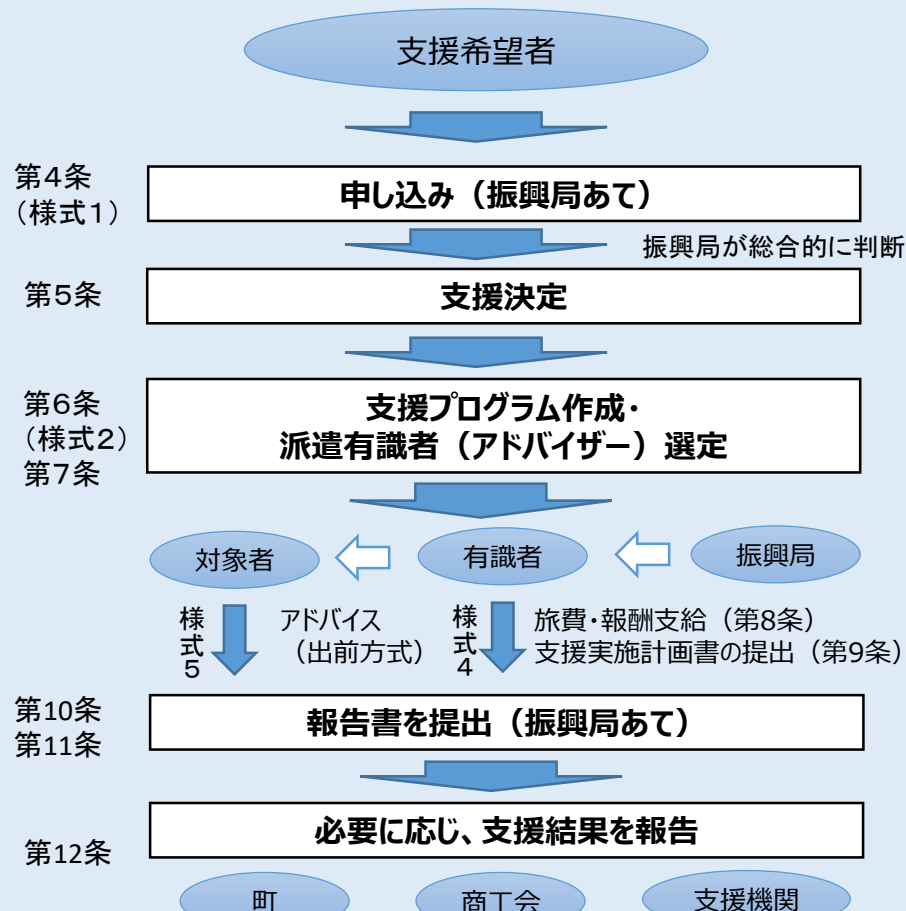 支援希望者
第4条
（様式1）
申し込み（振興局あて）
振興局が総合的に判断
第5条
支援決定
第6条
（様式2）
第7条
支援プログラム作成・
派遣有識者（アドバイザー）選定
対象者
有識者
振興局
様式5
アドバイス
（出前方式）
様式4
旅費・報酬支給（第8条）
支援実施計画書の提出（第9条）
第10条
第11条
報告書を提出（振興局あて）
必要に応じ、支援結果を報告
第12条
町
商工会
支援機関